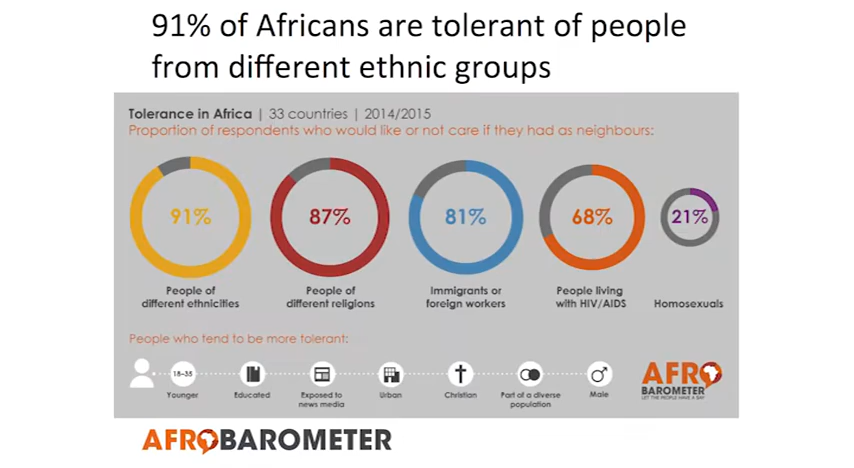 91% of Africans are tolerant of people
from different ethnic groups
Tolerance in Africa | 33 countries | 2014/2015
Proportion of respondents who would like or not care if they had as neighbours:
91%
87%
81%
68%
21%
People of
different ethnicities
People of
different religions
Immigrants or
foreign workers
People living
with HIV/AIDS
Homosexuals
People who tend to be more tolerant:
18–35
Younger
Educated
Exposed to
news media
Urban
Christian
Part of a diverse
population
Male
AFRO
BAROMETER
LET THE PEOPLE HAVE A SAY
AFROBAROMETER